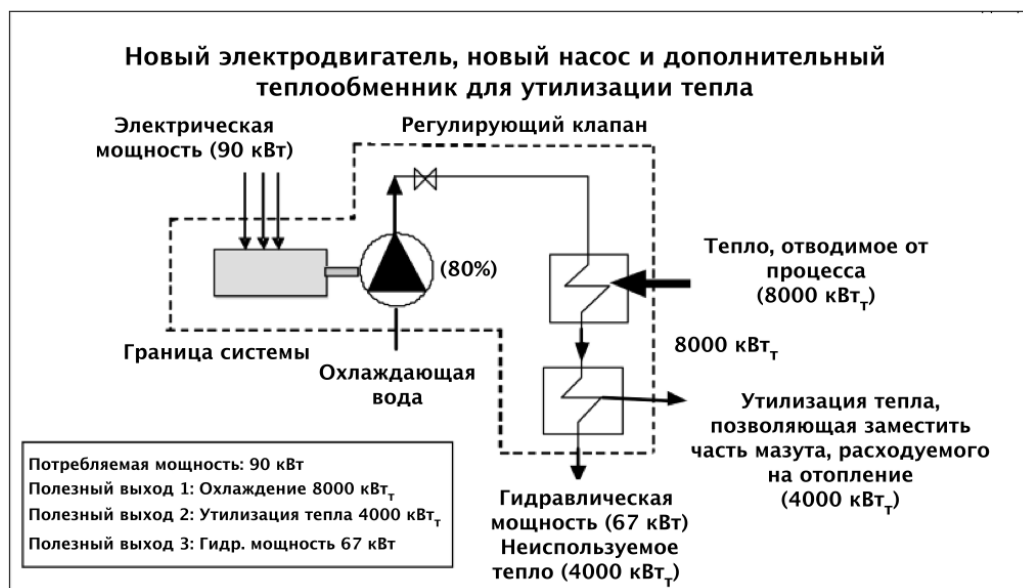 Новый электродвигатель, новый насос и дополнительный
теплообменник для утилизации тепла
Электрическая
мощность (90 кВт)
Регулирующий клапан
(80%)
Тепло, отводимое от
процесса
(8000 кВтт)
Граница системы
Охлаждающая
вода
8000 кВтт
Утилизация тепла,
позволяющая заместить
часть мазута, расходуемого
на отопление
(4000 кВтт)
Потребляемая мощность: 90 кВт
Полезный выход 1: Охлаждение 8000 кВтт
Полезный выход 2: Утилизация тепла 4000 кВтт
Полезный выход 3: Гидр. мощность 67 кВт
Гидравлическая
мощность (67 кВт)
Неиспользуемое
тепло (4000 кВтт)